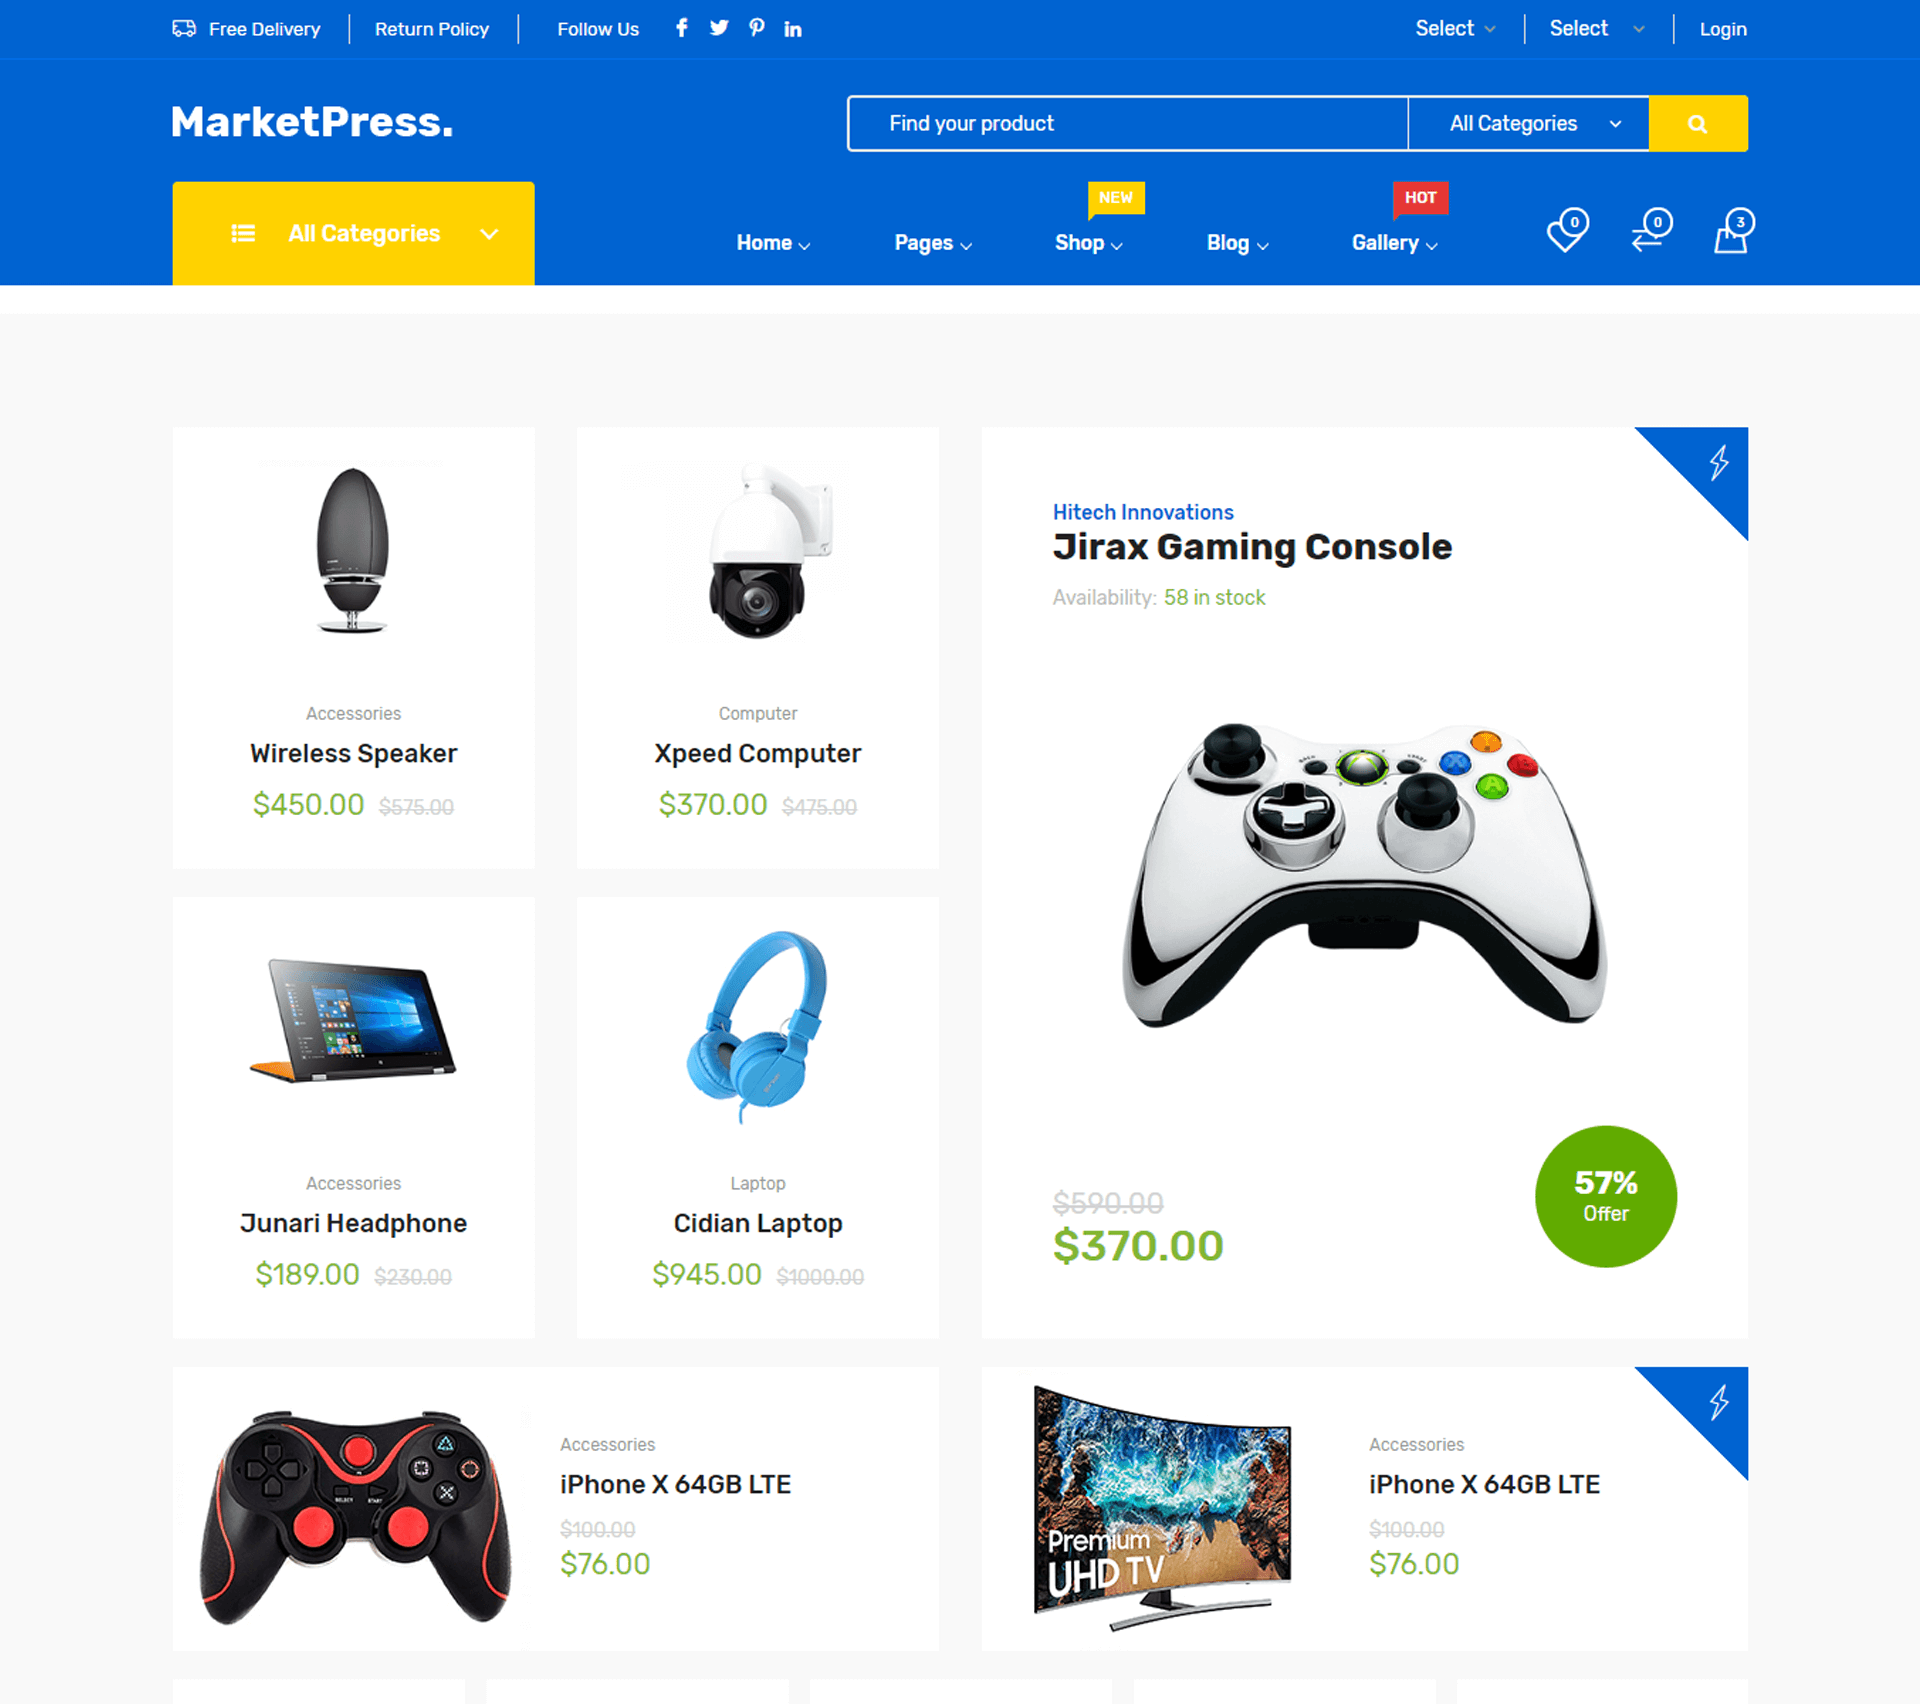 Free Delivery
Return Policy
Follow Us
Select
Select
Login
MarketPress.
Find your product
All Categories
All Categories
Home
Pages
NEW
Shop
Blog
HOT
Gallery
0
0
3
Accessories
Wireless Speaker
$450.00 $575.00
Computer
Xpeed Computer
$370.00 $475.00
Hitech Innovations
Jirax Gaming Console
Availability: 58 in stock
BACK
START
X
A
$590.00
$370.00
57%
Offer
Accessories
Junari Headphone
$189.00 $230.00
Laptop
Cidian Laptop
$945.00 $1000.00
SELECT
START
Accessories
iPhone X 64GB LTE
$100.00
$76.00
Premium
UHD TV
Accessories
iPhone X 64GB LTE
$100.00
$76.00